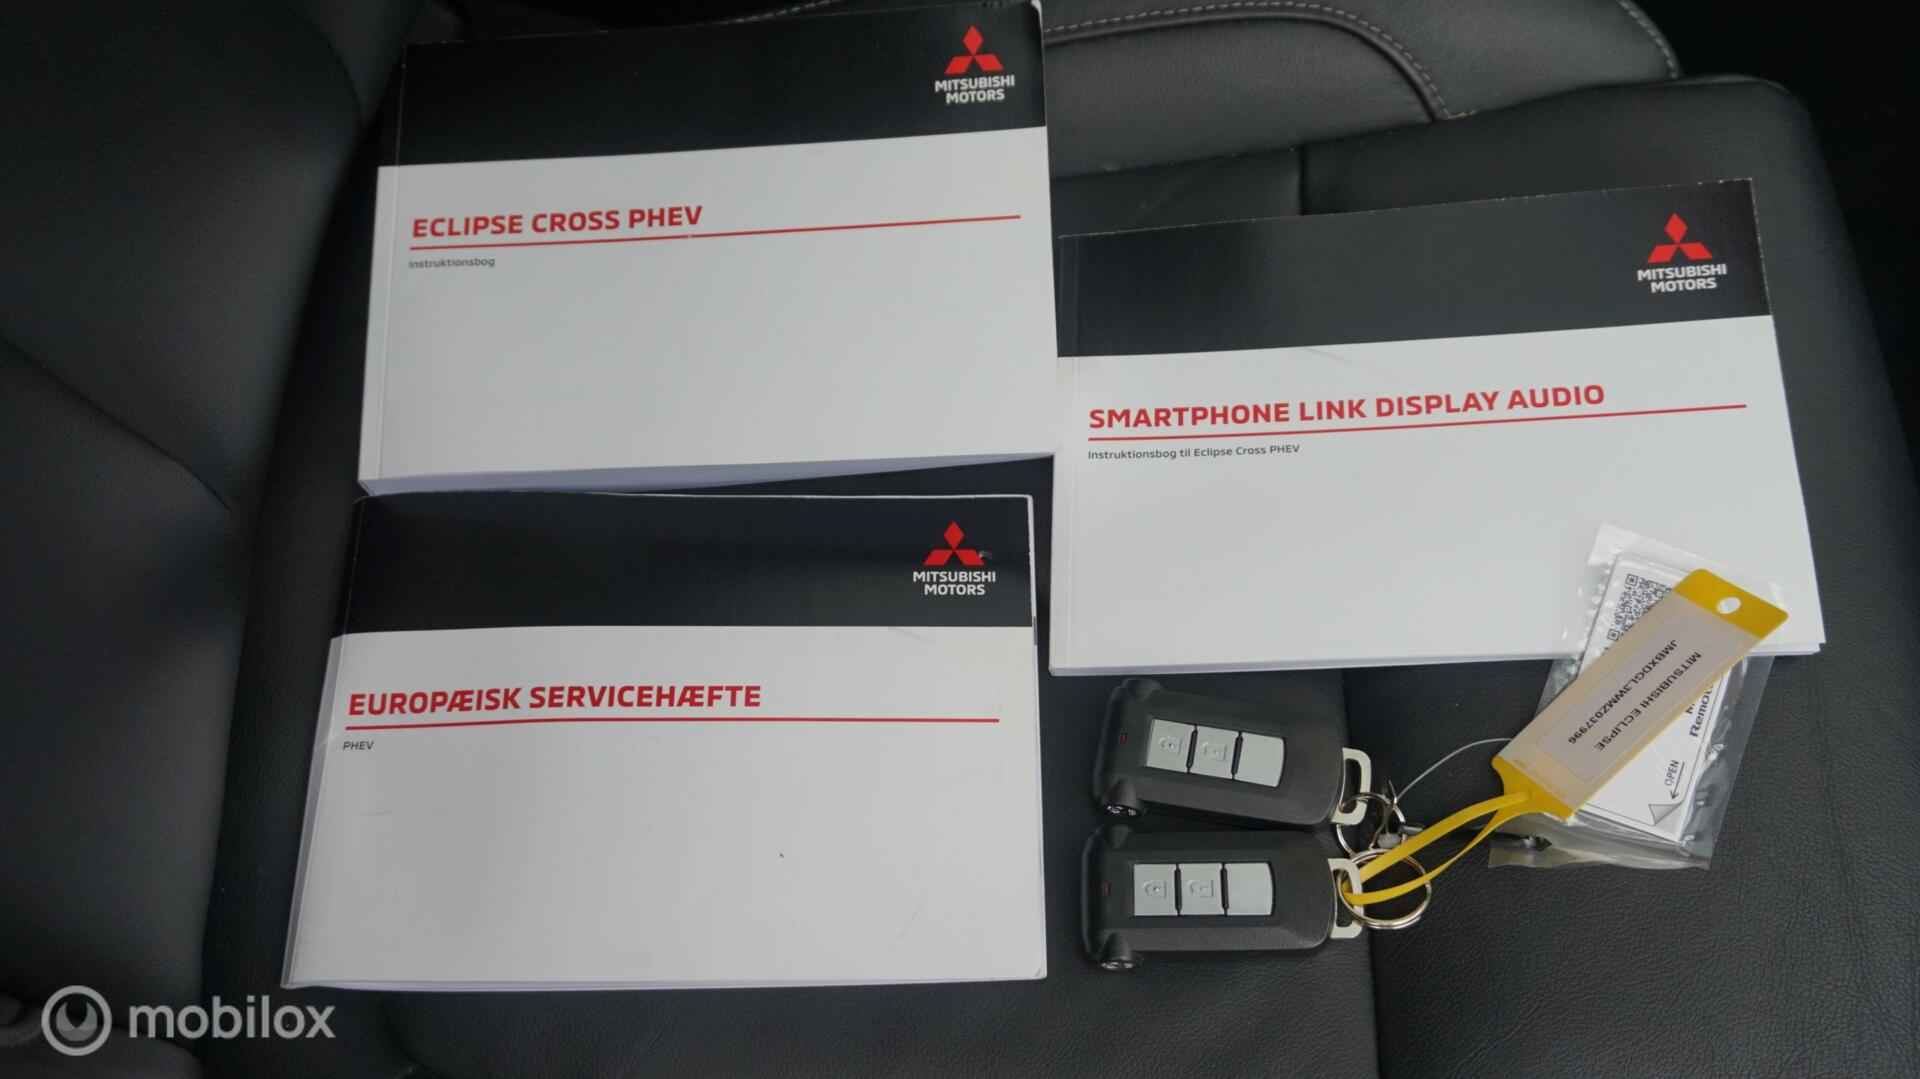 MITSUBISHI
MOTORS
ECLIPSE CROSS PHEV
Instruktionsbog
MITSUBISHI
MOTORS
SMARTPHONE LINK DISPLAY AUDIO
Instruktionsbog til Eclipse Cross PHEV
MITSUBISHI
MOTORS
EUROPÆISK SERVICEHÆFTE
PHEV
MITSUBISHI ECLIPSE
JMBXDGL3WMZ037996
OPEN
mobilox